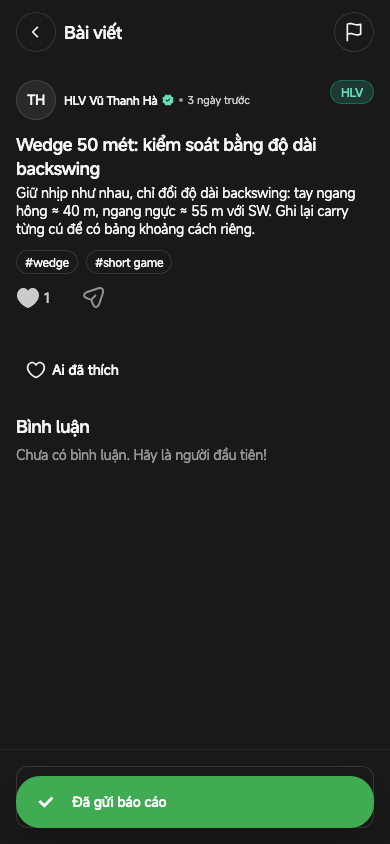 Bài viết
TH
HLV Vũ Thanh Hà • 3 ngày trước
HLV
Wedge 50 mét: kiểm soát bằng độ dài
backswing
Giữ nhịp như nhau, chỉ đổi độ dài backswing: tay ngang
hông ≈ 40 m, ngang ngực ≈ 55 m với SW. Ghi lại carry
từng cú để có bảng khoảng cách riêng.
#wedge #short game
1
Ai đã thích
Bình luận
Chưa có bình luận. Hãy là người đầu tiên!
Đã gửi báo cáo